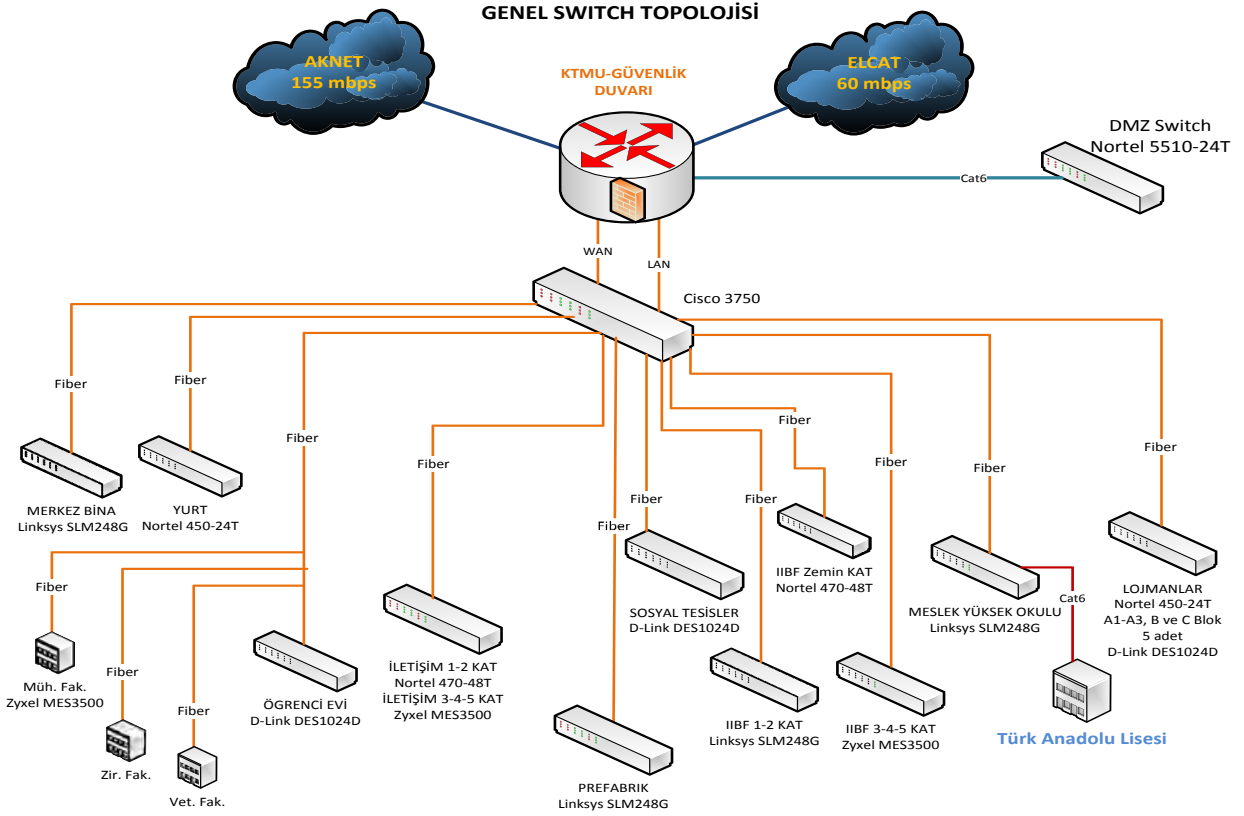 GENEL SWITCH TOPOLOJİSİ
AKNET
155 mbps
KTMU-GÜVENLİK
DUVARI
ELCAT
60 mbps
DMZ Switch
Nortel 5510-24T
Cat6
WAN
LAN
Cisco 3750
Fiber
Fiber
Fiber
Fiber
Fiber
Fiber
Fiber
Fiber
Fiber
Fiber
Fiber
MERKEZ BİNA
Linksys SLM248G
YURT
Nortel 450-24T
IIBF Zemin KAT
Nortel 470-48T
SOSYAL TESİSLER
D-Link DES1024D
MESLEK YÜKSEK OKULU
Linksys SLM248G
Cat6
LOJMANLAR
Nortel 450-24T
A1-A3, B ve C Blok
5 adet
D-Link DES1024D
Fiber
Müh. Fak.
Zyxel MES3500
Fiber
Zir. Fak.
Fiber
Vet. Fak.
ÖGRENCİ EVİ
D-Link DES1024D
İLETİŞİM 1-2 KAT
Nortel 470-48T
İLETİŞİM 3-4-5 KAT
Zyxel MES3500
PREFABRIK
Linksys SLM248G
IIBF 1-2 KAT
Linksys SLM248G
IIBF 3-4-5 KAT
Zyxel MES3500
Türk Anadolu Lisesi